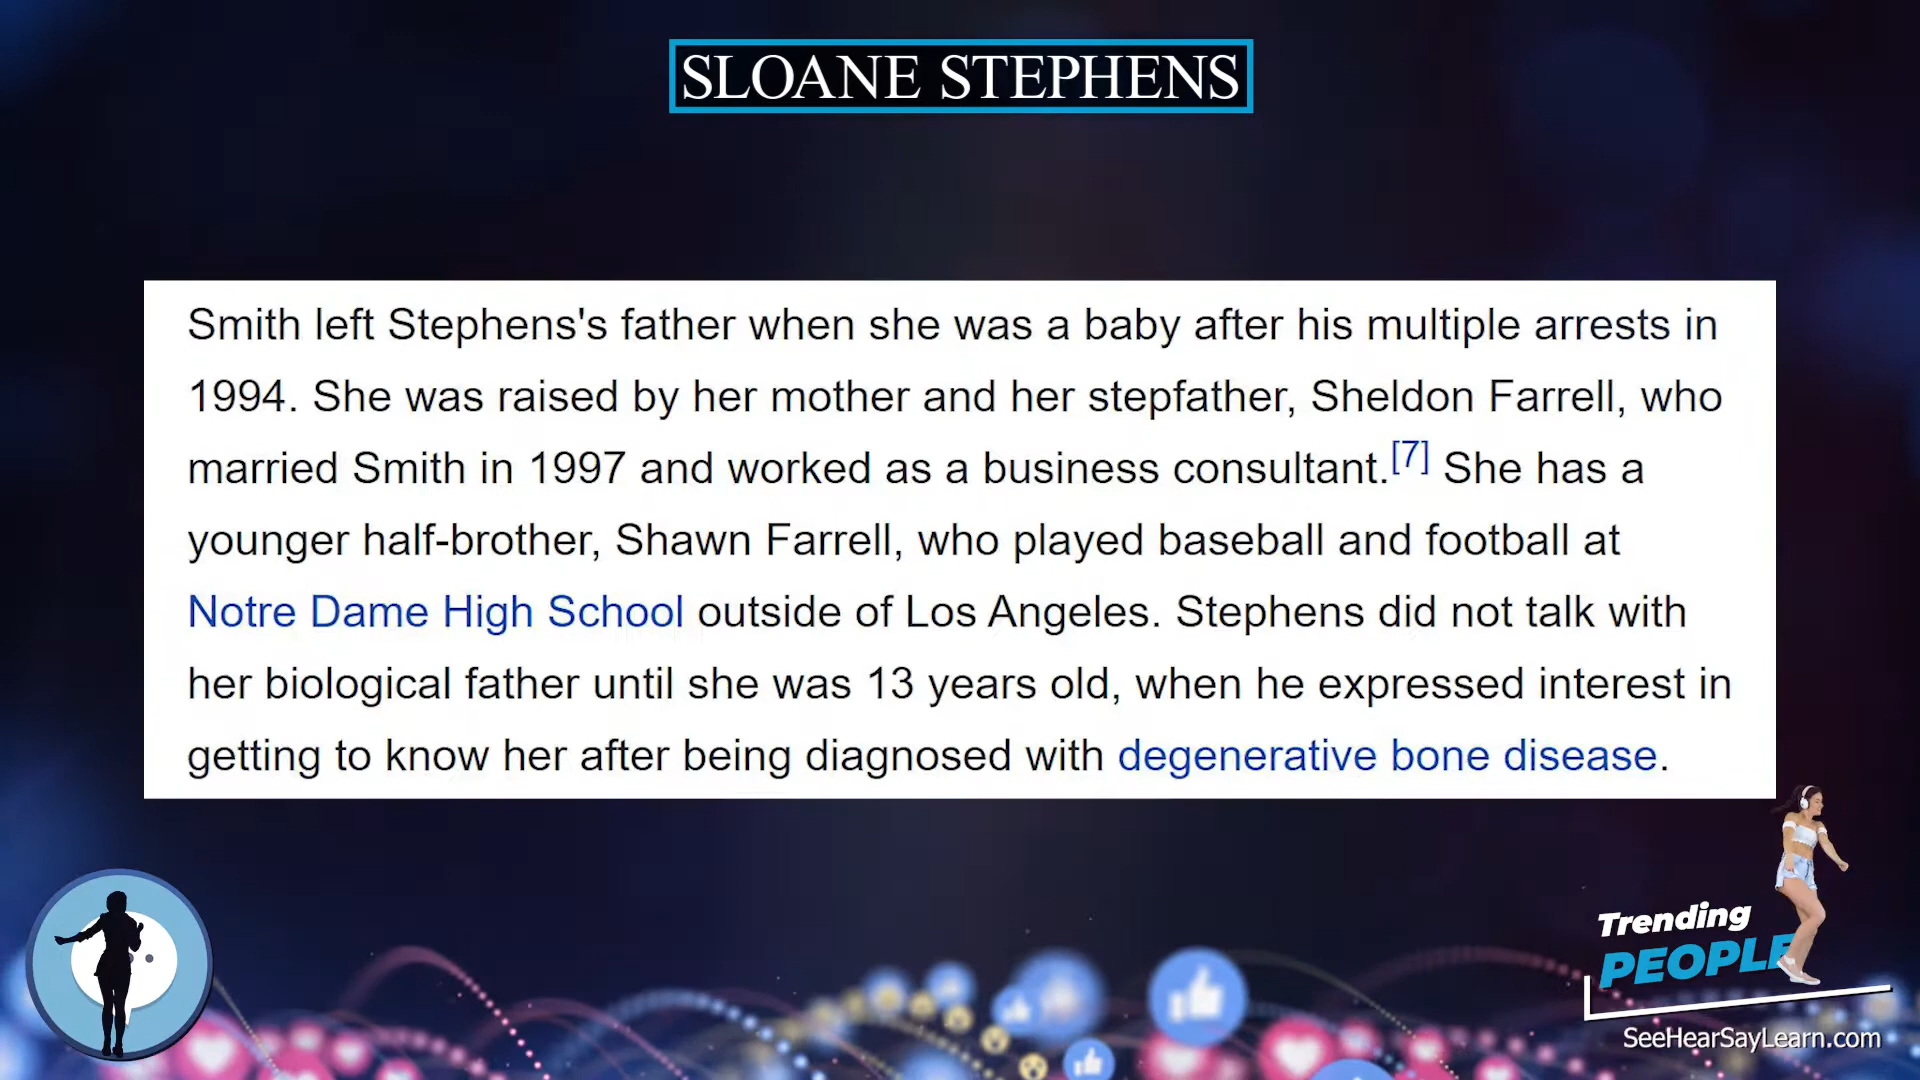 SLOANE STEPHENS
Smith left Stephens's father when she was a baby after his multiple arrests in
1994. She was raised by her mother and her stepfather, Sheldon Farrell, who
married Smith in 1997 and worked as a business consultant.[7] She has a
younger half-brother, Shawn Farrell, who played baseball and football at
Notre Dame High School outside of Los Angeles. Stephens did not talk with
her biological father until she was 13 years old, when he expressed interest in
getting to know her after being diagnosed with degenerative bone disease.
Trending
PEOPLE
SeeHearSayLearn.com